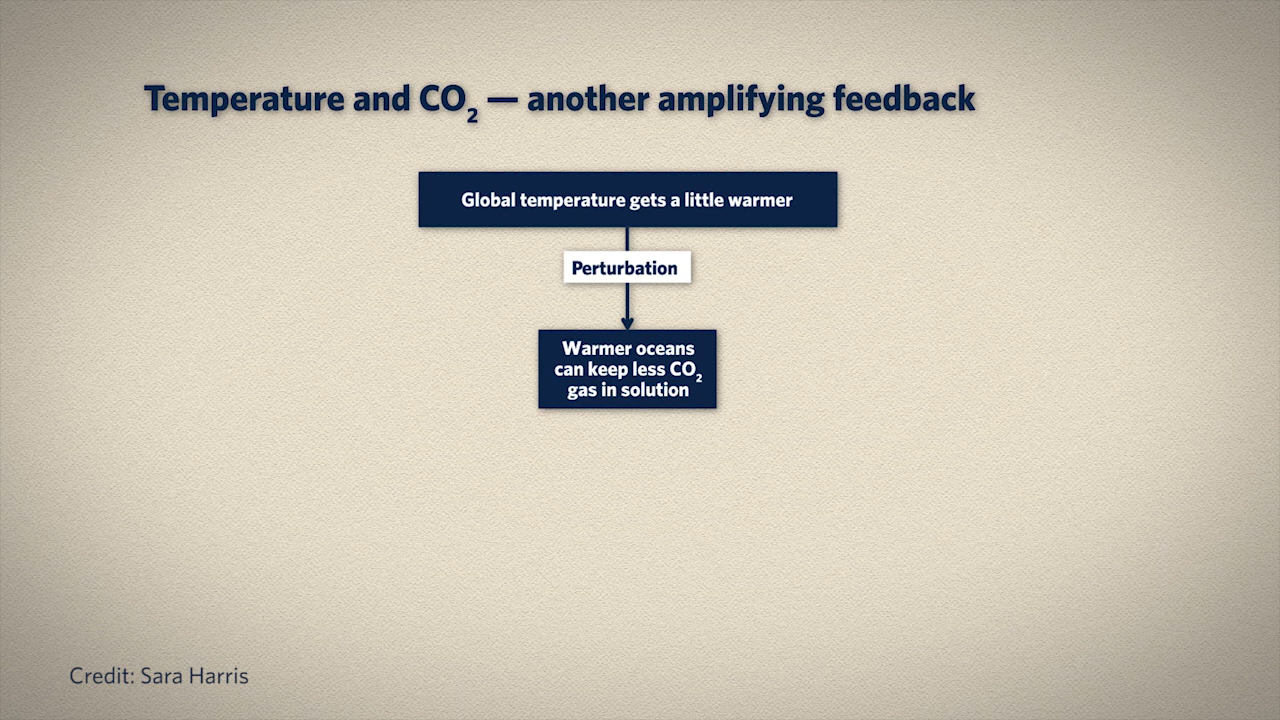 Temperature and CO₂ — another amplifying feedback
Global temperature gets a little warmer
Perturbation
Warmer oceans
can keep less CO₂
gas in solution
Credit: Sara Harris